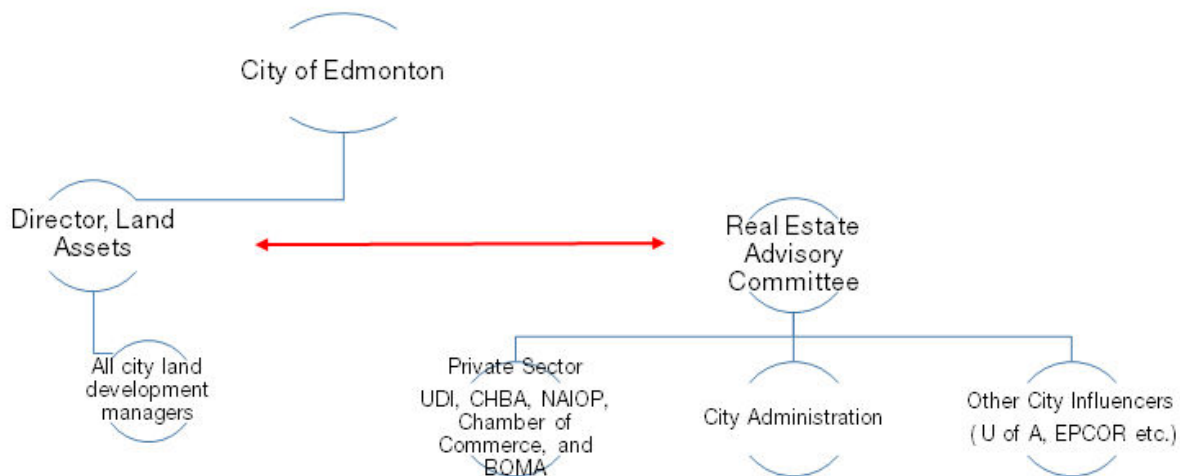 City of Edmonton
Director, Land
Assets
Real Estate
Advisory
Committee
All city land
development
managers
Private Sector
UDI, CHBA, NAIOP,
Chamber of
Commerce, and
BOMA
City Administration
Other City Influencers
( U of A, EPCOR etc.)